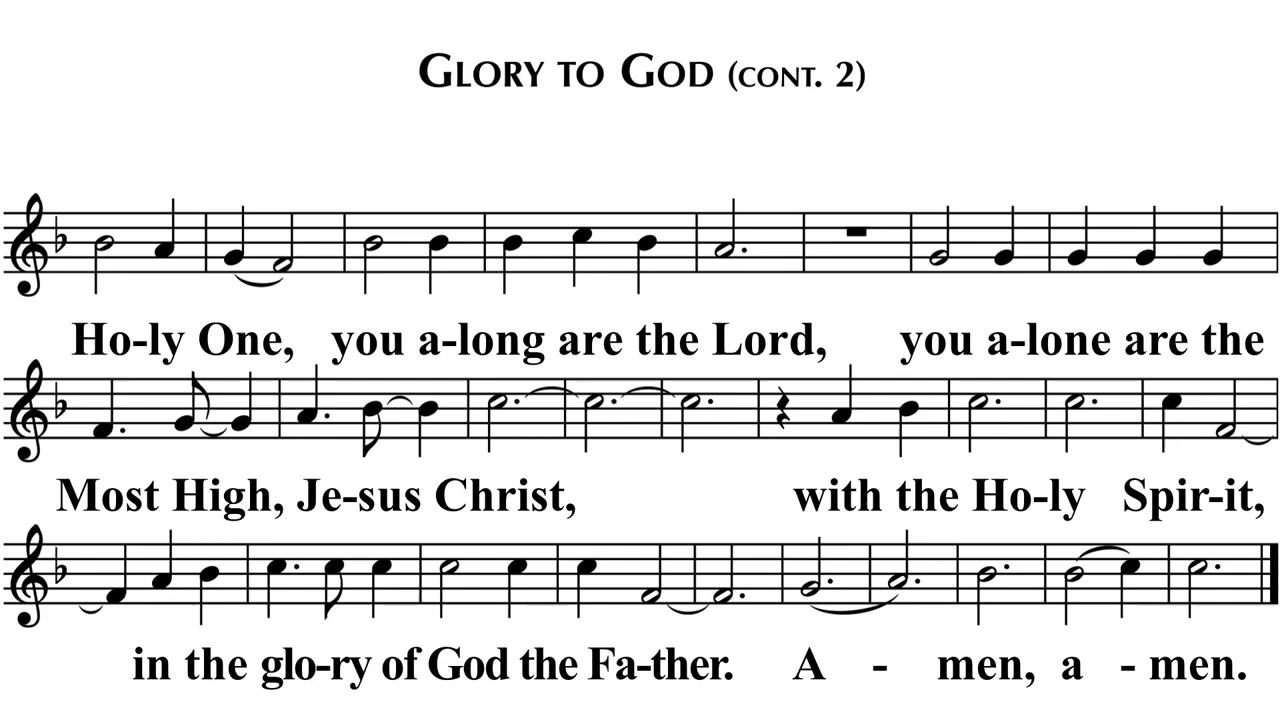 GLORY TO GOD (CONT. 2)
Ho-ly One, you a-long are the Lord, you a-lone are the
Most High, Je-sus Christ, with the Ho-ly Spir-it,
in the glo-ry of God the Fa-ther. A - men, a - men.